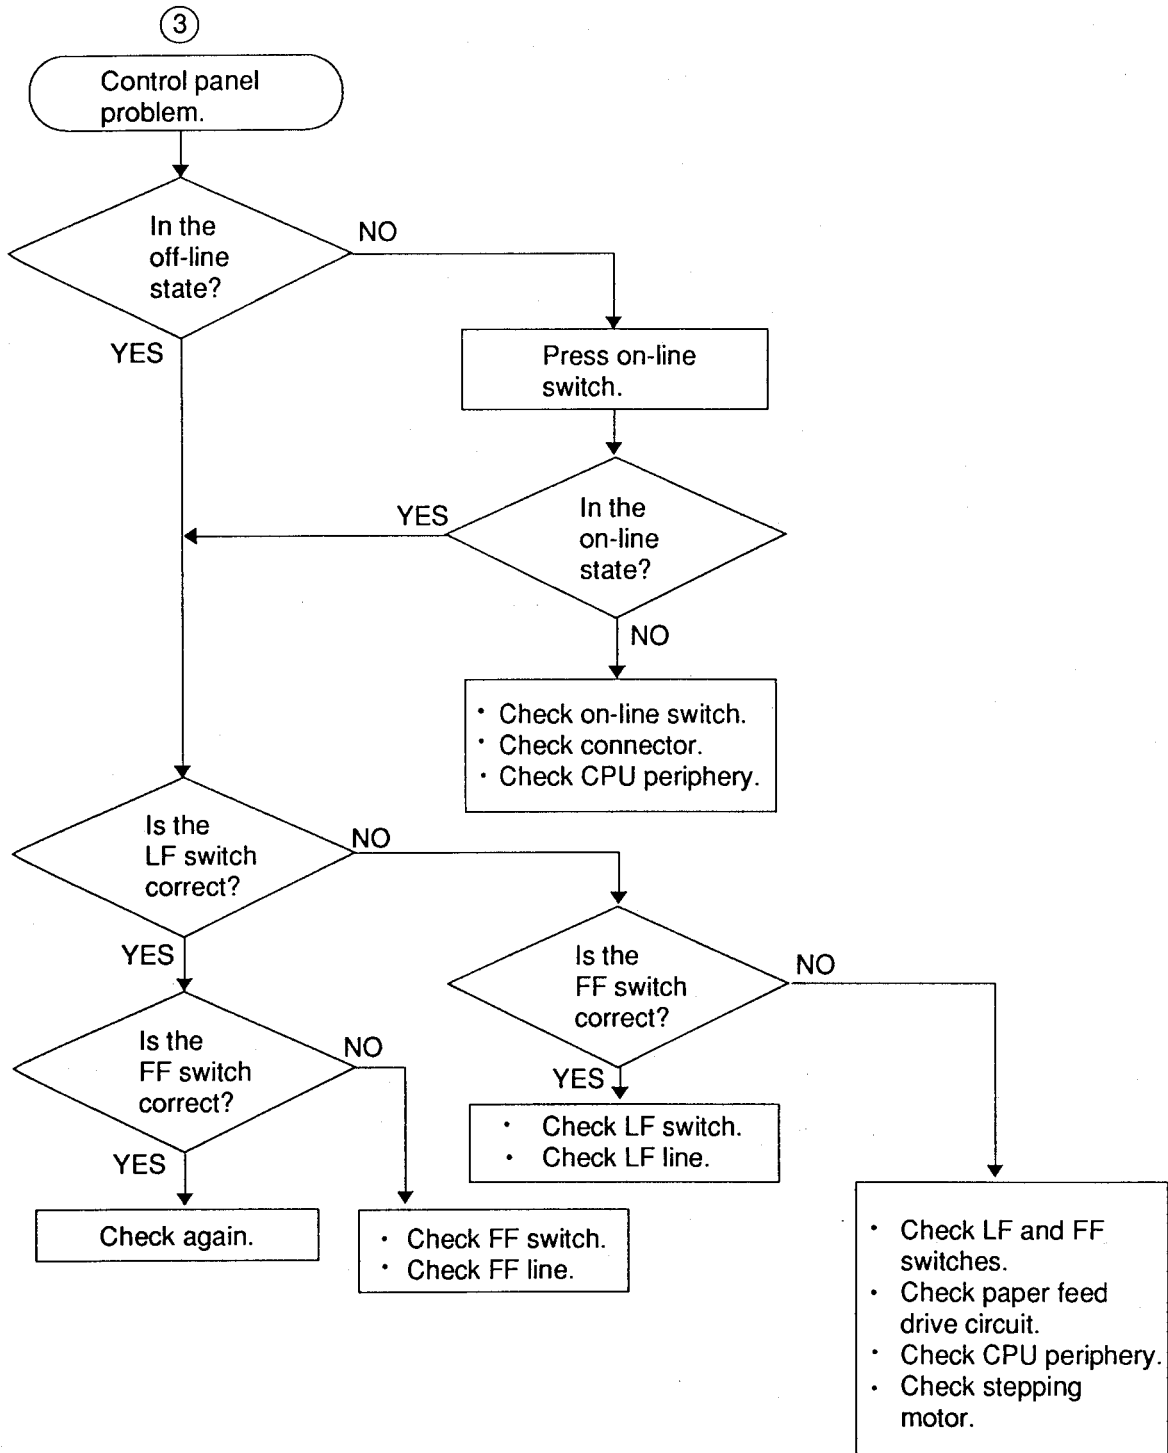 3
Control panel
problem.
In the
off-line
state?
NO
YES
Press on-line
switch.
In the
on-line
state?
YES
NO
· Check on-line switch.
· Check connector.
· Check CPU periphery.
Is the
LF switch
correct?
NO
YES
Is the
FF switch
correct?
NO
YES
Is the
FF switch
correct?
NO
YES
· Check LF switch.
· Check LF line.
Check again.
· Check FF switch.
· Check FF line.
· Check LF and FF
switches.
· Check paper feed
drive circuit.
· Check CPU periphery.
· Check stepping
motor.